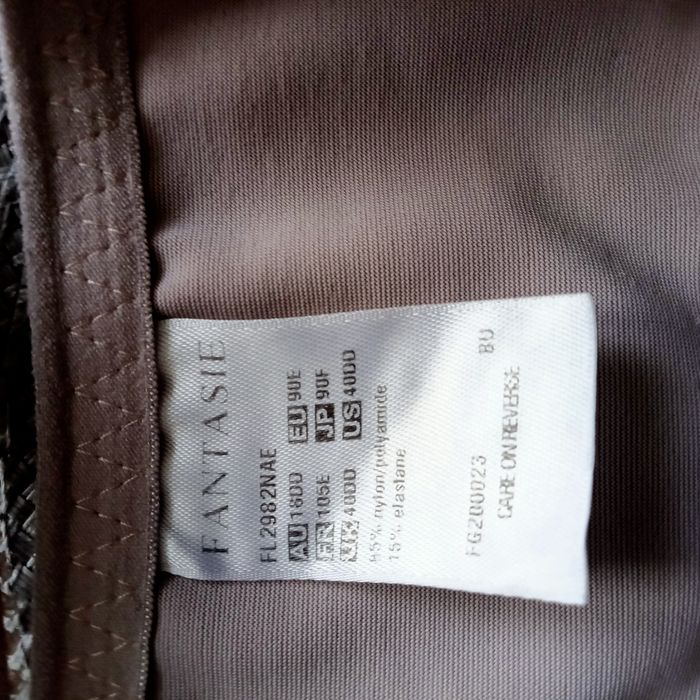 FANTASIE
FL2982NAE
AU 18DD EU 90E
FR 105E JP 90F
UK 40DD US 40DD
85% nylon/polyamide
15% elastane
FG200023
CARE ON REVERSE BU